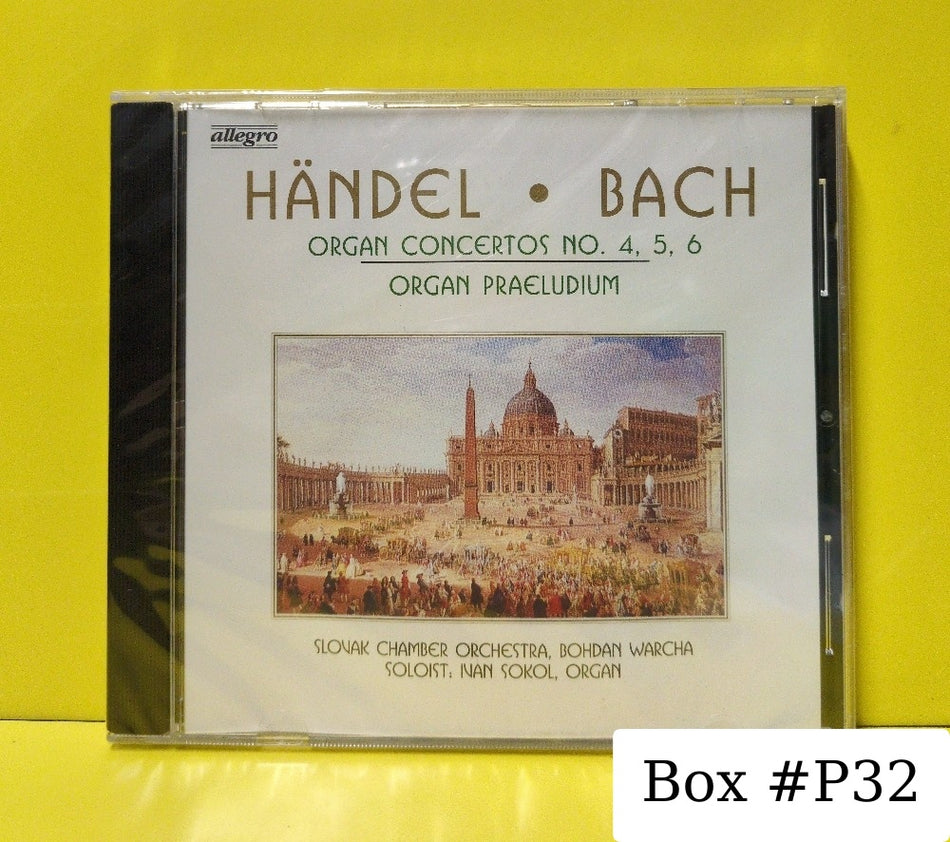 allegro
HÄNDEL • BACH
ORGAN CONCERTOS NO. 4, 5, 6
ORGAN PRAELUDIUM
SLOVAK CHAMBER ORCHESTRA, BOHDAN WARCHA
SOLOIST: IVAN SOKOL, ORGAN
Box #P32